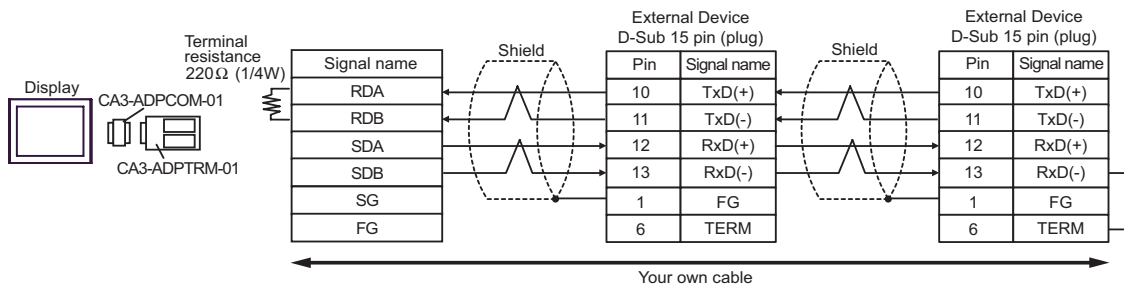 External Device
D-Sub 15 pin (plug)
External Device
D-Sub 15 pin (plug)
Terminal
resistance
220Ω (1/4W)
Shield
Shield
Display
CA3-ADPCOM-01
CA3-ADPTRM-01
Signal name
RDA
RDB
SDA
SDB
SG
FG
Pin Signal name
10 TxD(+)
11 TxD(-)
12 RxD(+)
13 RxD(-)
1 FG
6 TERM
Pin Signal name
10 TxD(+)
11 TxD(-)
12 RxD(+)
13 RxD(-)
1 FG
6 TERM
Your own cable